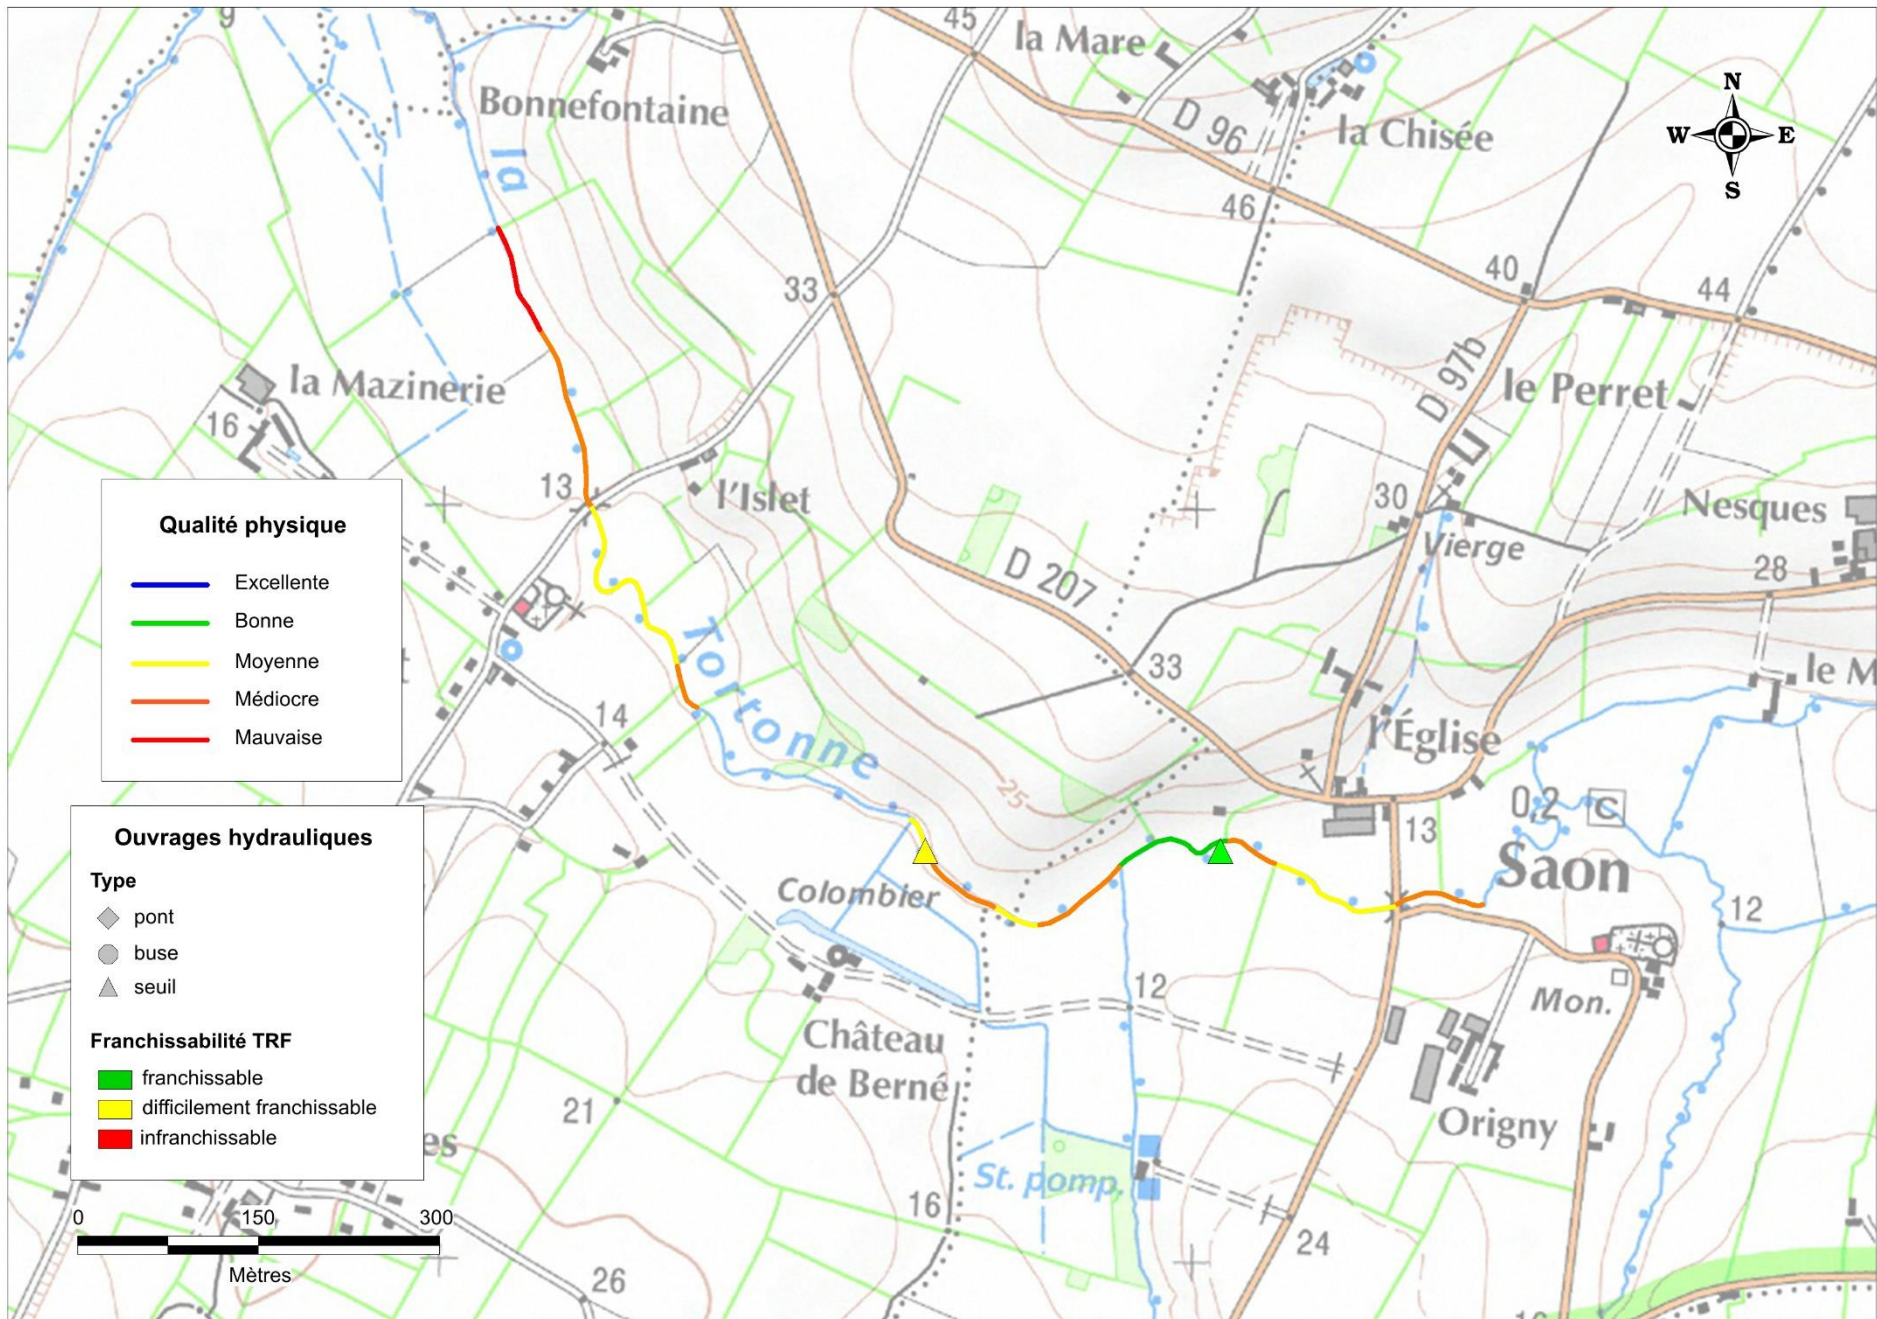 9
45
la Mare
Bonnefontaine
D 96
la Chisée
N
W E
S
la
46
33
40
44
la Mazinerie
D 97b
le Perret
16
13
l'Islet
30
Nesques
Vierge
28
D 207
Qualité physique
Excellente
Bonne
Moyenne
Médiocre
Mauvaise
Tortonne
33
le M
14
l'Église
25
0,2
C
13
Saon
12
Colombier
Ouvrages hydrauliques
Type
pont
buse
seuil
Franchissabilité TRF
franchissable
difficilement franchissable
infranchissable
12
Mon.
Château
de Berné
21
Origny
es
St. pomp.
16
24
26
0 150 300
Mètres